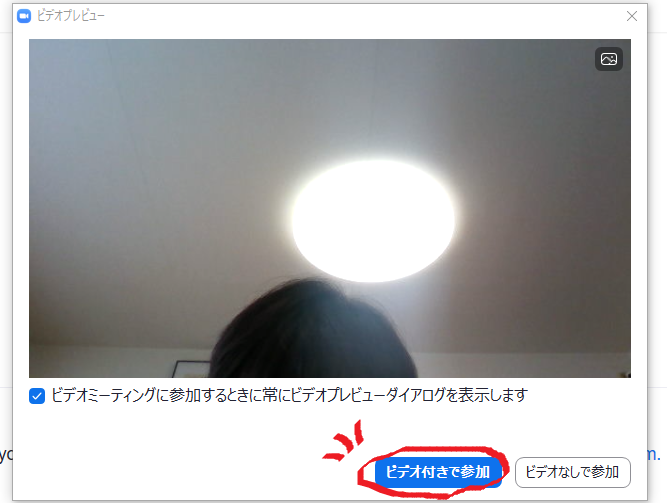 ビデオプレビュー
ビデオミーティングに参加するときに常にビデオプレビューダイアログを表示します
yo
m.
ビデオ付きで参加
ビデオなしで参加